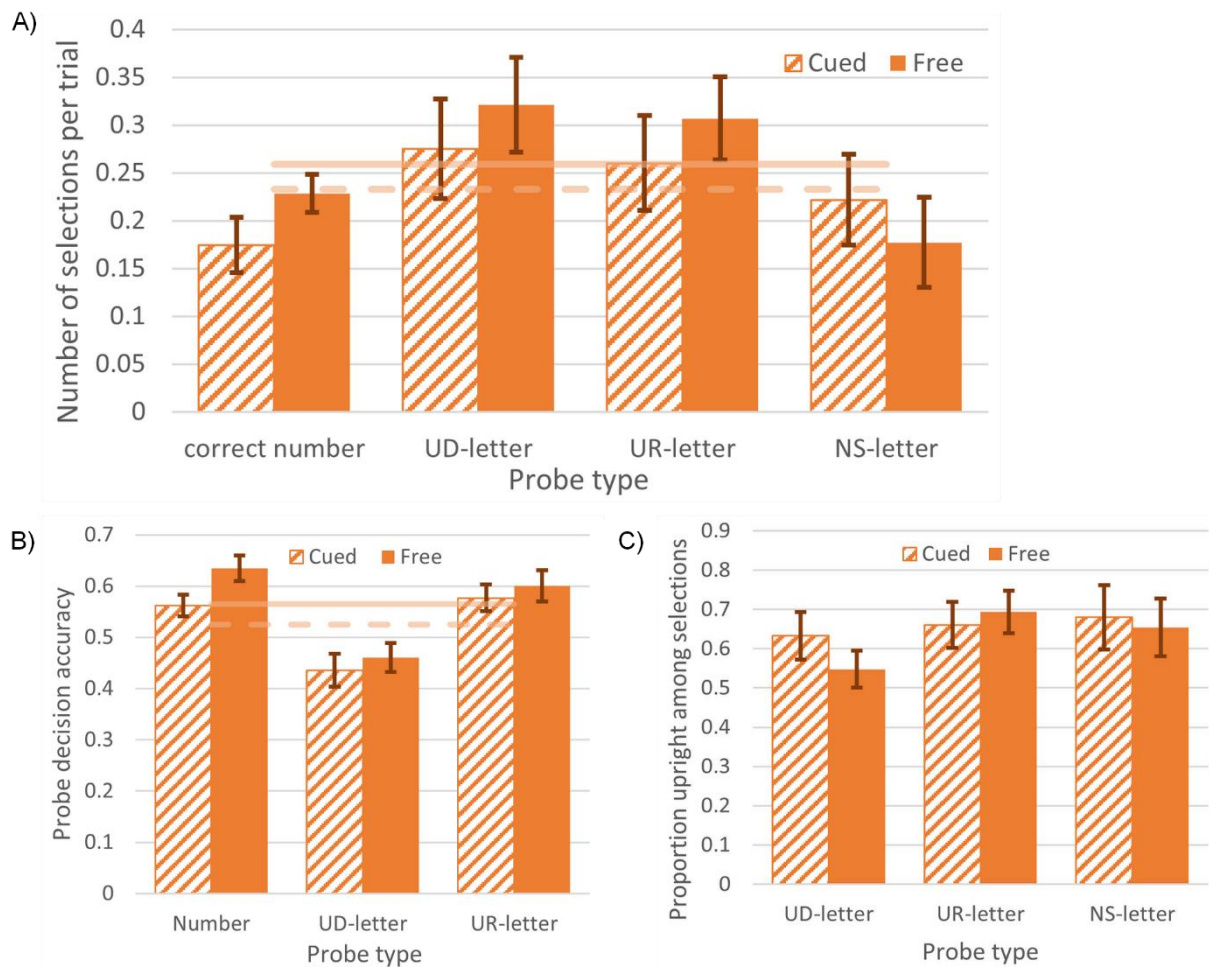 A)
Number of selections per trial
0.4
0.35
0.3
0.25
0.2
0.15
0.1
0.05
0
Cued Free
correct number UD-letter UR-letter NS-letter
Probe type
B)
Probe decision accuracy
0.7
0.6
0.5
0.4
0.3
0.2
0.1
0
Cued Free
Number UD-letter UR-letter
Probe type
C)
Proportion upright among selections
0.9
0.8
0.7
0.6
0.5
0.4
0.3
0.2
0.1
0
Cued Free
UD-letter UR-letter NS-letter
Probe type